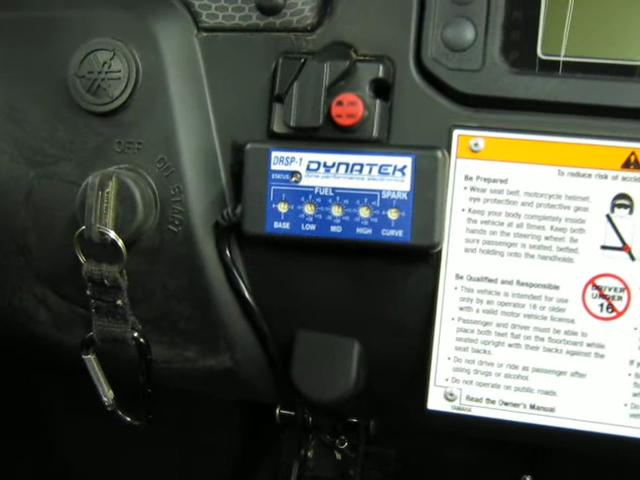 OFF
ON
START
DRSP-1
DYNATEK
STATUS
FUEL
SPARK
BASE
LOW
MID
HIGH
CURVE
To reduce risk of
Be Prepared
• Wear seat belt, motorcycle helmet,
eye protection and protective gear.
• Keep your body completely inside
the vehicle at all times. Keep both
hands on the steering wheel. Be
sure passenger is seated, belted,
and holding onto the handholds.
Be Qualified and Responsible
• This vehicle is intended for use
only by an operator 16 or older
with a valid motor vehicle license.
• Passenger and driver must be able to
place both feet flat on the floorboard while
seated upright with their backs against the
seat backs.
• Do not drive or ride as passenger after
using drugs or alcohol.
• Do not operate on public roads.
Read the Owner's Manual
YAMAHA
DRIVER
UNDER
16